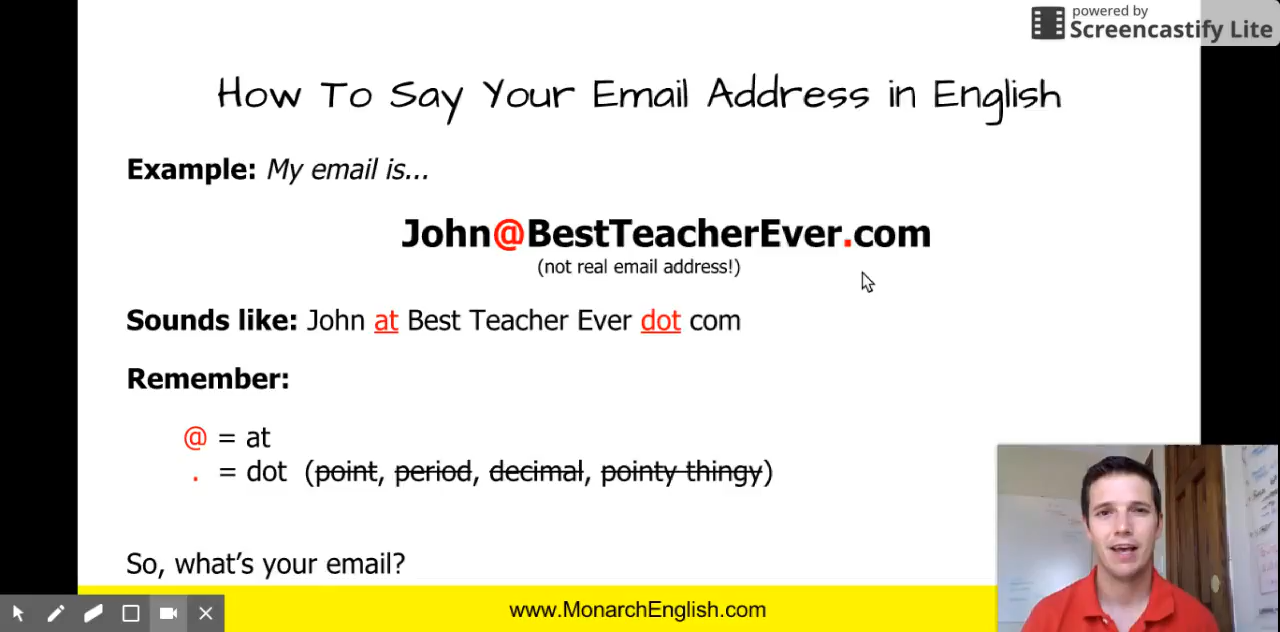 powered by
Screencastify Lite
How To Say Your Email Address in English
Example: My email is...
John@BestTeacherEver.com
(not real email address!)
Sounds like: John at Best Teacher Ever dot com
Remember:
@ = at
. = dot (point, period, decimal, pointy thingy)
So, what's your email?
www.MonarchEnglish.com